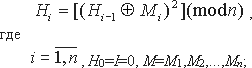 H_i = [(H_{i-1} ⊕ M_i)^2] (mod n) ,
где
i = \overline{1,n} , H_0=I=0, M=M_1,M_2,...,M_n,